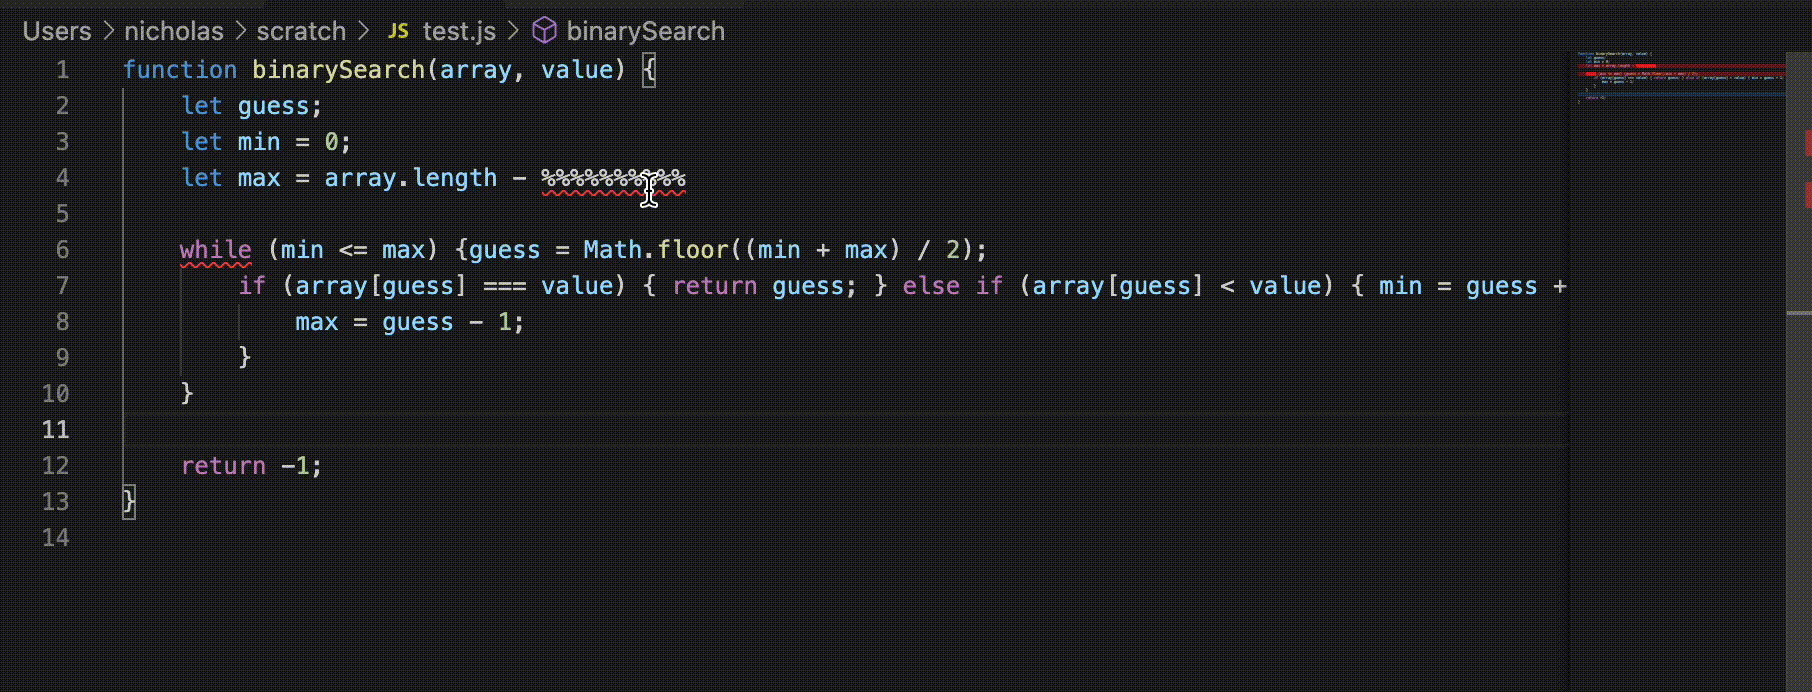 Users > nicholas > scratch > JS test.js > binarySearch
1 function binarySearch(array, value) {
2 let guess;
3 let min = 0;
4 let max = array.length - %%%%%%%%%%
5
6 while (min <= max) {guess = Math.floor((min + max) / 2);
7 if (array[guess] === value) { return guess; } else if (array[guess] < value) { min = guess +
8 max = guess - 1;
9 }
10 }
11
12 return -1;
13 }
14